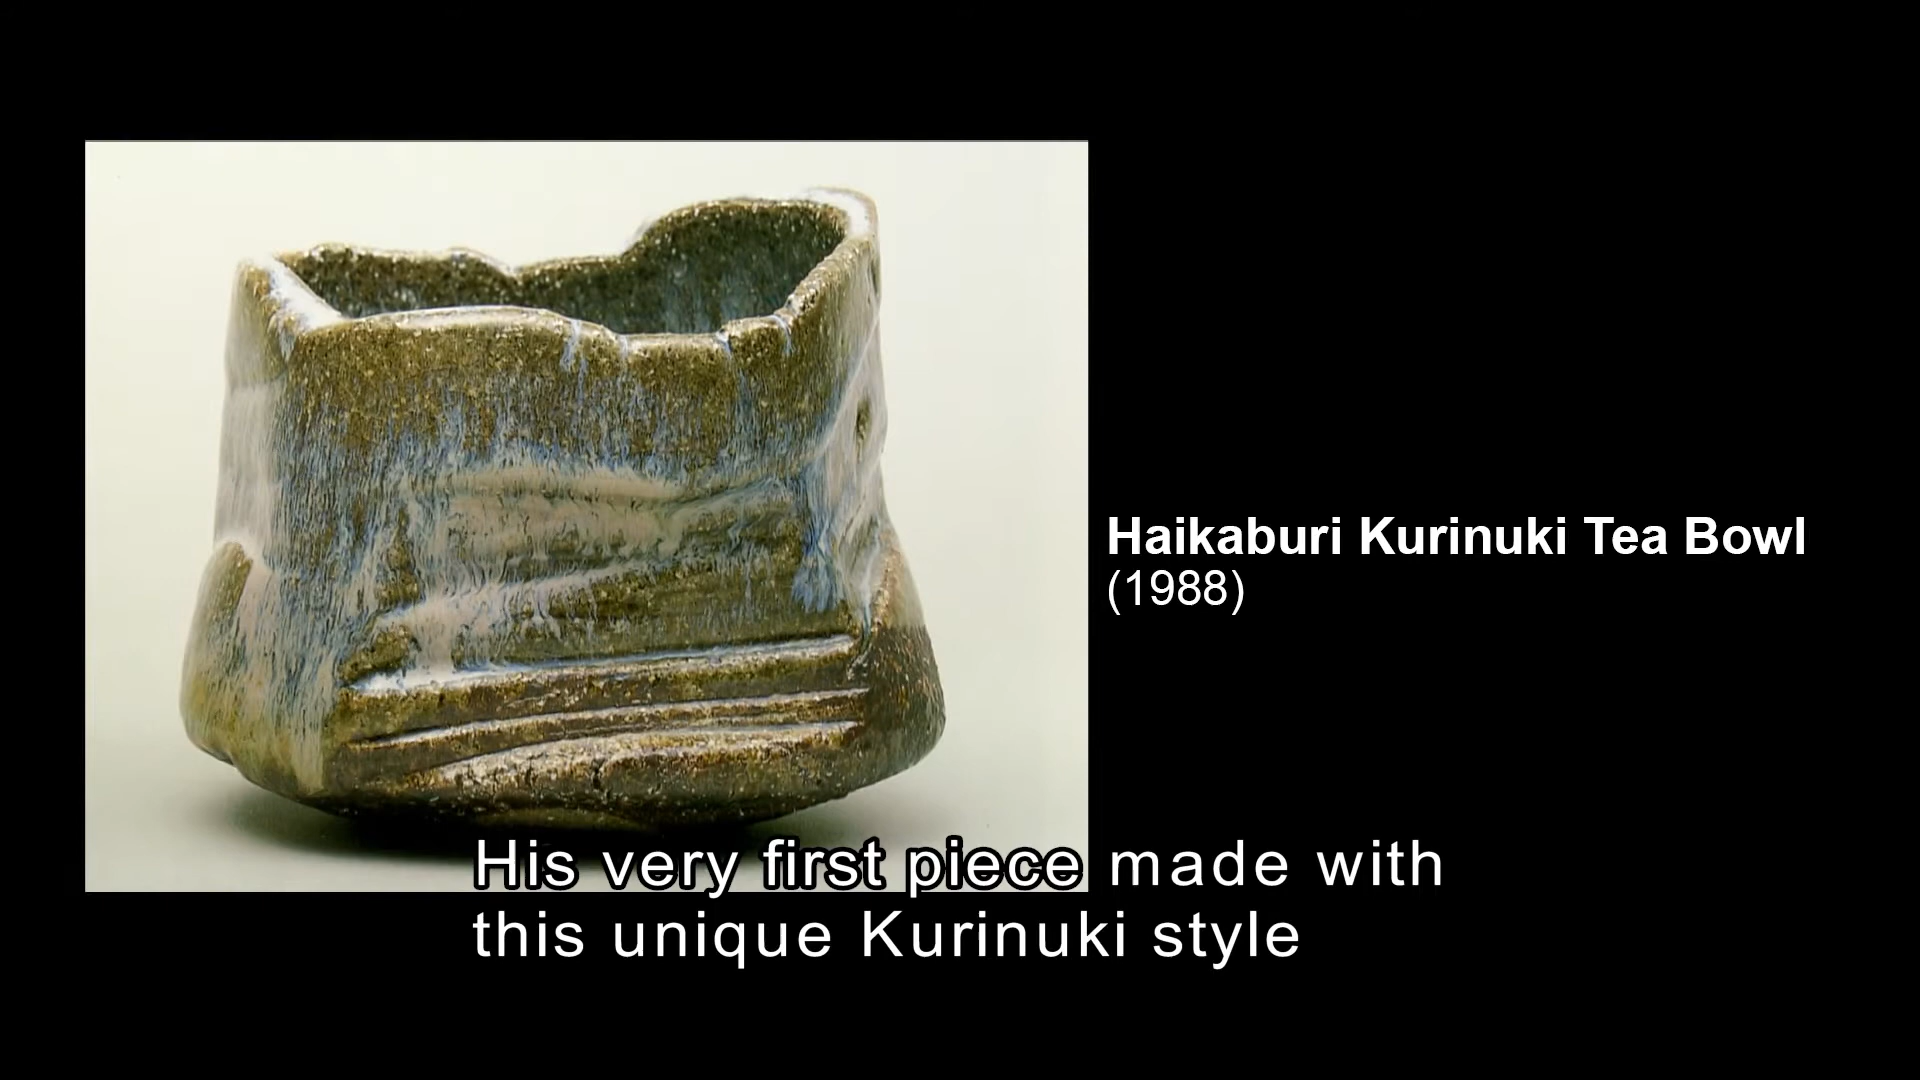 Haikaburi Kurinuki Tea Bowl
(1988)
His very first piece made with
this unique Kurinuki style